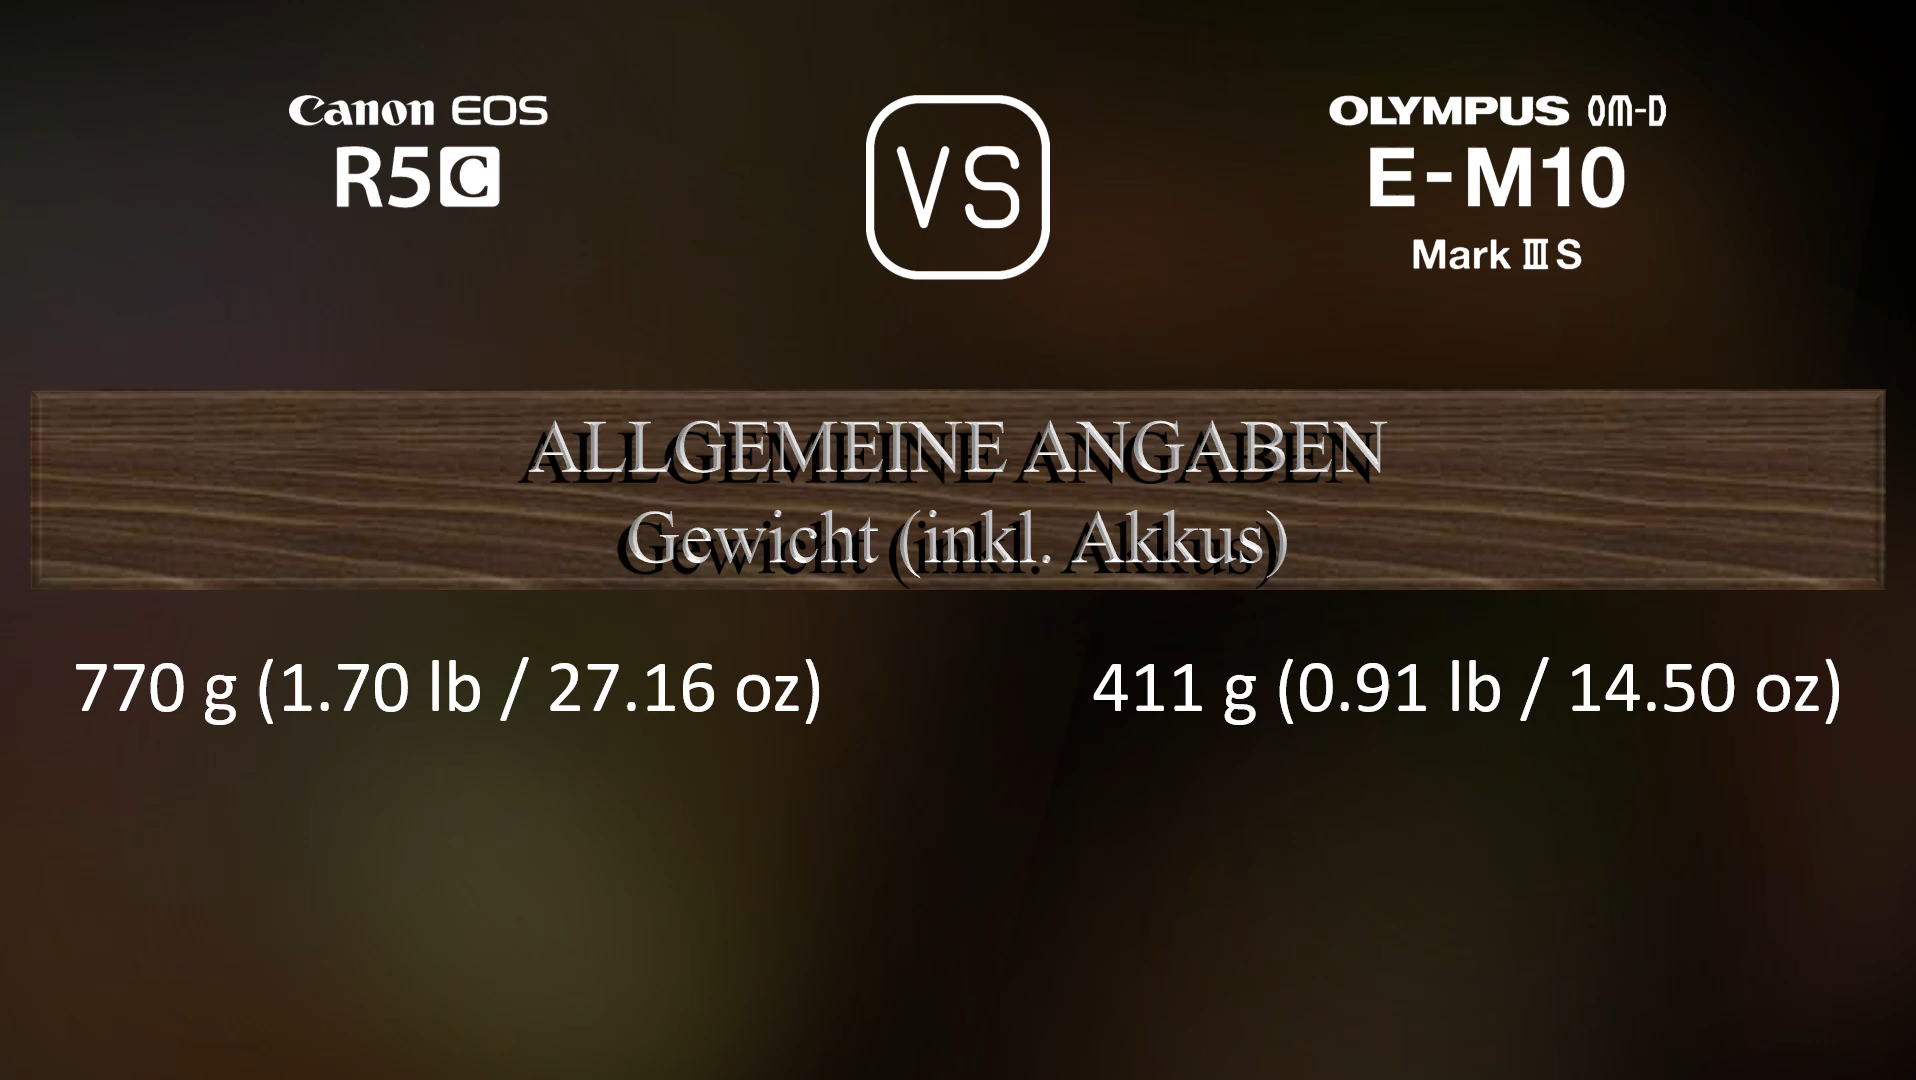 Canon EOS
R5 C
VS
OLYMPUS OM-D
E-M10
Mark III S
ALLGEMEINE ANGABEN
Gewicht (inkl. Akkus)
770 g (1.70 lb / 27.16 oz)
411 g (0.91 lb / 14.50 oz)